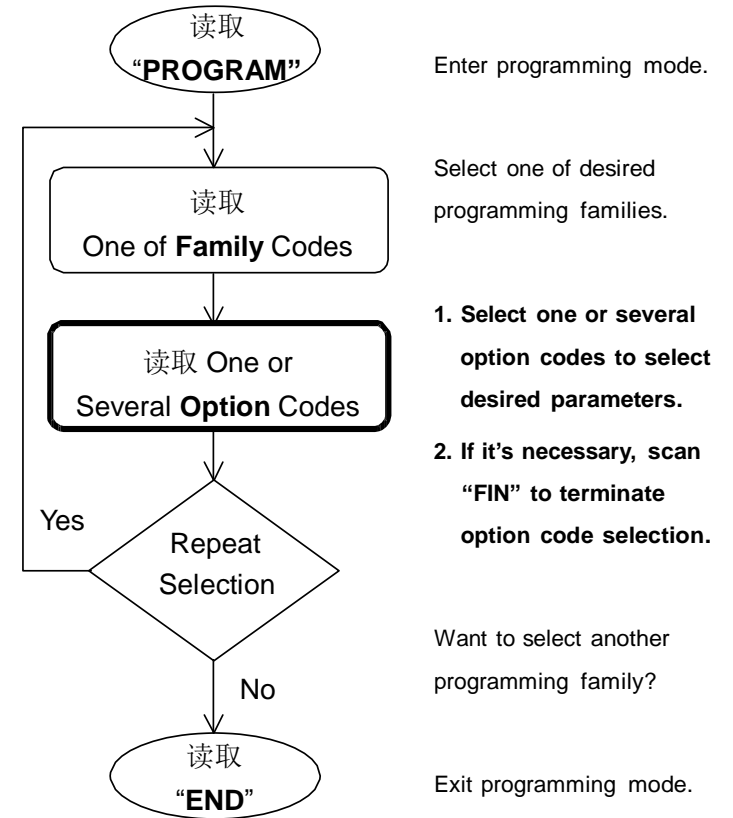 读取
“PROGRAM”
Enter programming mode.
读取
One of Family Codes
Select one of desired
programming families.
读取 One or
Several Option Codes
1. Select one or several
option codes to select
desired parameters.
2. If it's necessary, scan
“FIN” to terminate
option code selection.
Yes
Repeat
Selection
Want to select another
programming family?
No
读取
“END”
Exit programming mode.